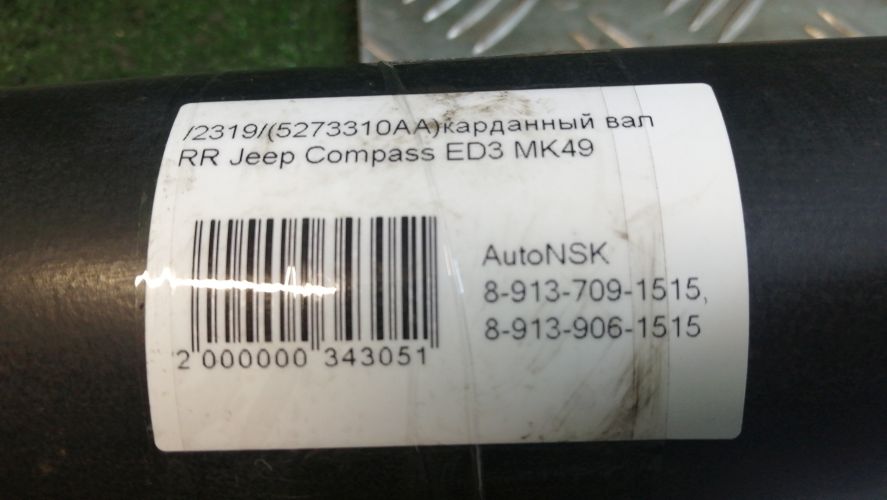 /2319/(5273310AA)карданный вал
RR Jeep Compass ED3 MK49
AutoNSK
8-913-709-1515,
8-913-906-1515
2 000000 343051